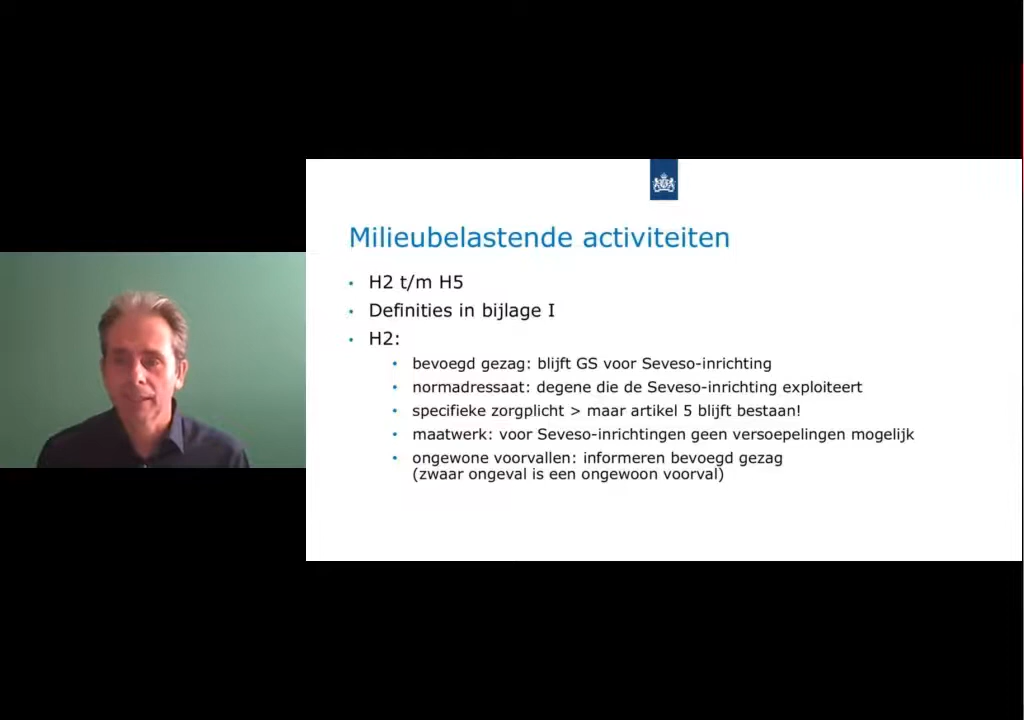 Milieubelastende activiteiten
• H2 t/m H5
• Definities in bijlage I
• H2:
• bevoegd gezag: blijft GS voor Seveso-inrichting
• normadressaat: degene die de Seveso-inrichting exploiteert
• specifieke zorgplicht > maar artikel 5 blijft bestaan!
• maatwerk: voor Seveso-inrichtingen geen versoepelingen mogelijk
• ongewone voorvallen: informeren bevoegd gezag
(zwaar ongeval is een ongewoon voorval)